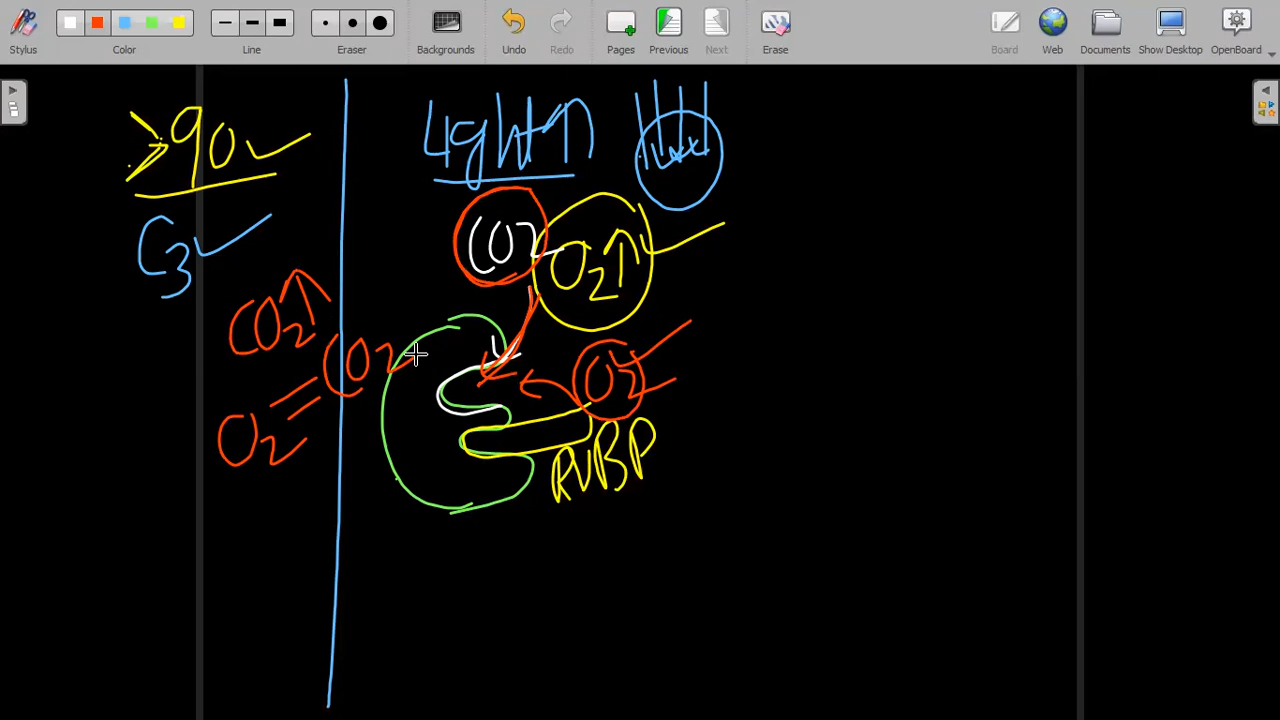 Stylus Color Line Eraser Backgrounds Undo Redo Pages Previous Next Erase Board Web Documents Show Desktop OpenBoard
>90
Light↑
C3
CO2
O2↑
CO2↑
CO2
O2
O2
RUBP